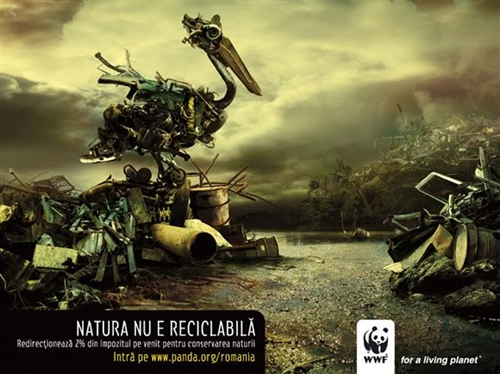 NATURA NU E RECICLABILĂ
Redirecţionează 2% din impozitul pe venit pentru conservarea naturii
Intră pe www.panda.org/romania
WWF
for a living planet®